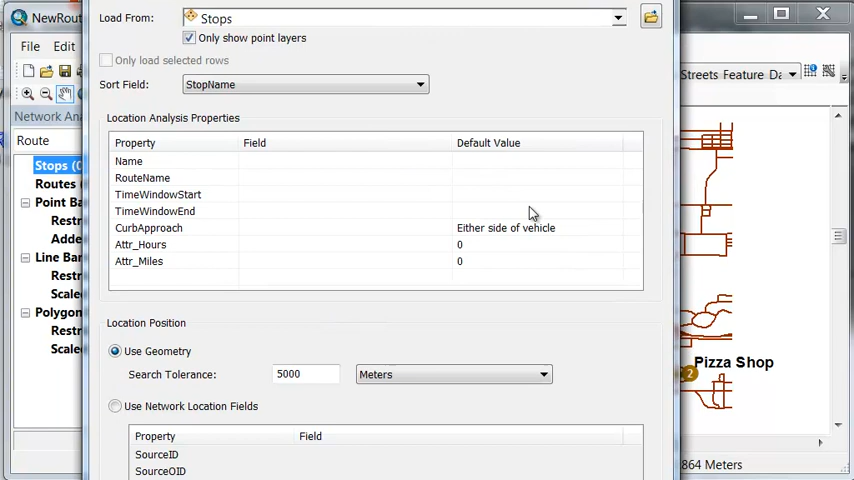 NewRout
Load From:
Stops
Only show point layers
File Edit
Only load selected rows
Sort Field:
StopName
Streets Feature Da
Network Ana
Location Analysis Properties
Route
Property Field Default Value
Stops (0
Name
Routes (
RouteName
Point Ba
TimeWindowStart
Restr
TimeWindowEnd
Adde
CurbApproach Either side of vehicle
Line Bar
Attr_Hours 0
Restr
Attr_Miles 0
Scale
Polygon
Location Position
Restr
Use Geometry
Scale
Pizza Shop
2
Search Tolerance:
5000
Meters
Use Network Location Fields
Property Field
SourceID
864 Meters
SourceOID